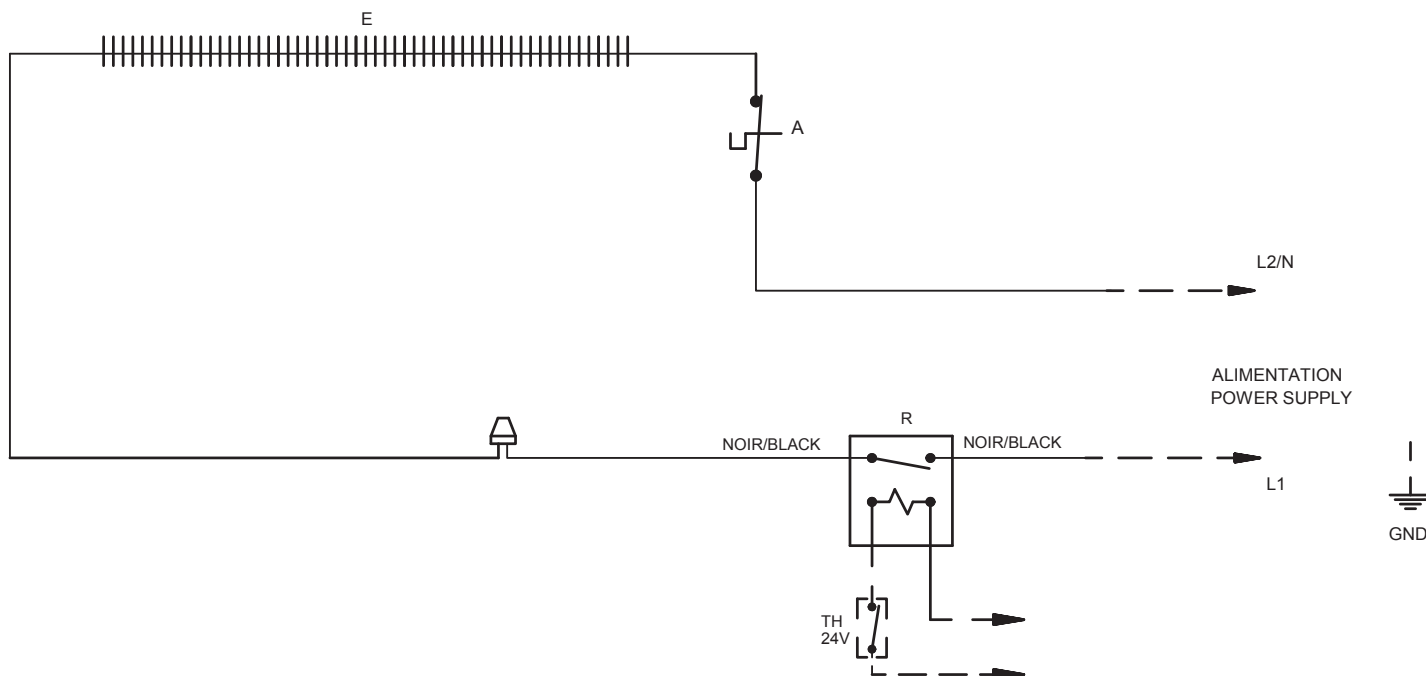 E
A
L2/N
ALIMENTATION
POWER SUPPLY
R
NOIR/BLACK
NOIR/BLACK
L1
GND
TH
24V